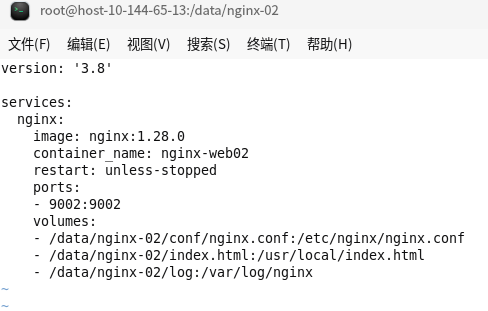 root@host-10-144-65-13:/data/nginx-02
文件(F) 编辑(E) 视图(V) 搜索(S) 终端(T) 帮助(H)
version: '3.8'
services:
  nginx:
    image: nginx:1.28.0
    container_name: nginx-web02
    restart: unless-stopped
    ports:
    - 9002:9002
    volumes:
    - /data/nginx-02/conf/nginx.conf:/etc/nginx/nginx.conf
    - /data/nginx-02/index.html:/usr/local/index.html
    - /data/nginx-02/log:/var/log/nginx
~
~